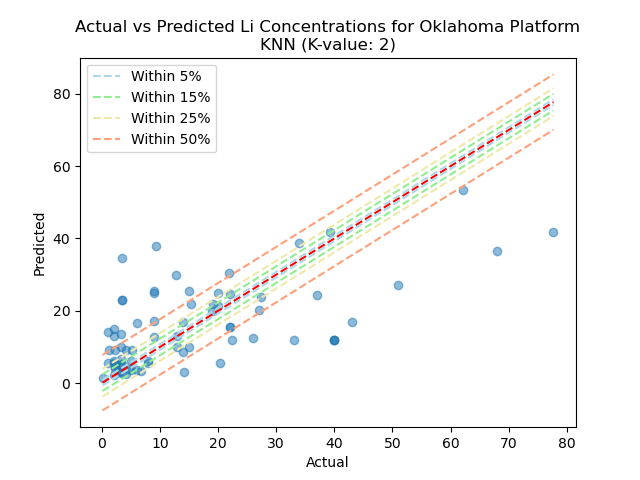 Actual vs Predicted Li Concentrations for Oklahoma Platform
KNN (K-value: 2)
Within 5%
Within 15%
Within 25%
Within 50%
80
60
40
20
0
Predicted
0 10 20 30 40 50 60 70 80
Actual